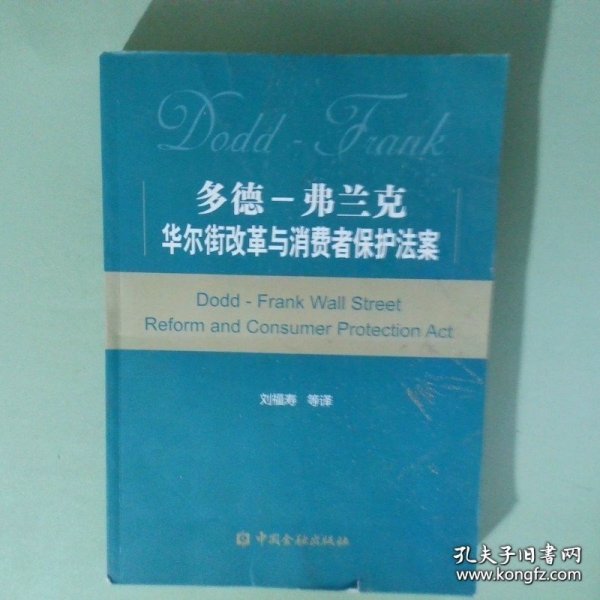 Dodd - Frank
多德－弗兰克
华尔街改革与消费者保护法案
Dodd - Frank Wall Street
Reform and Consumer Protection Act
刘福寿 等译
中国金融出版社
孔夫子旧书网
www.kongfz.com